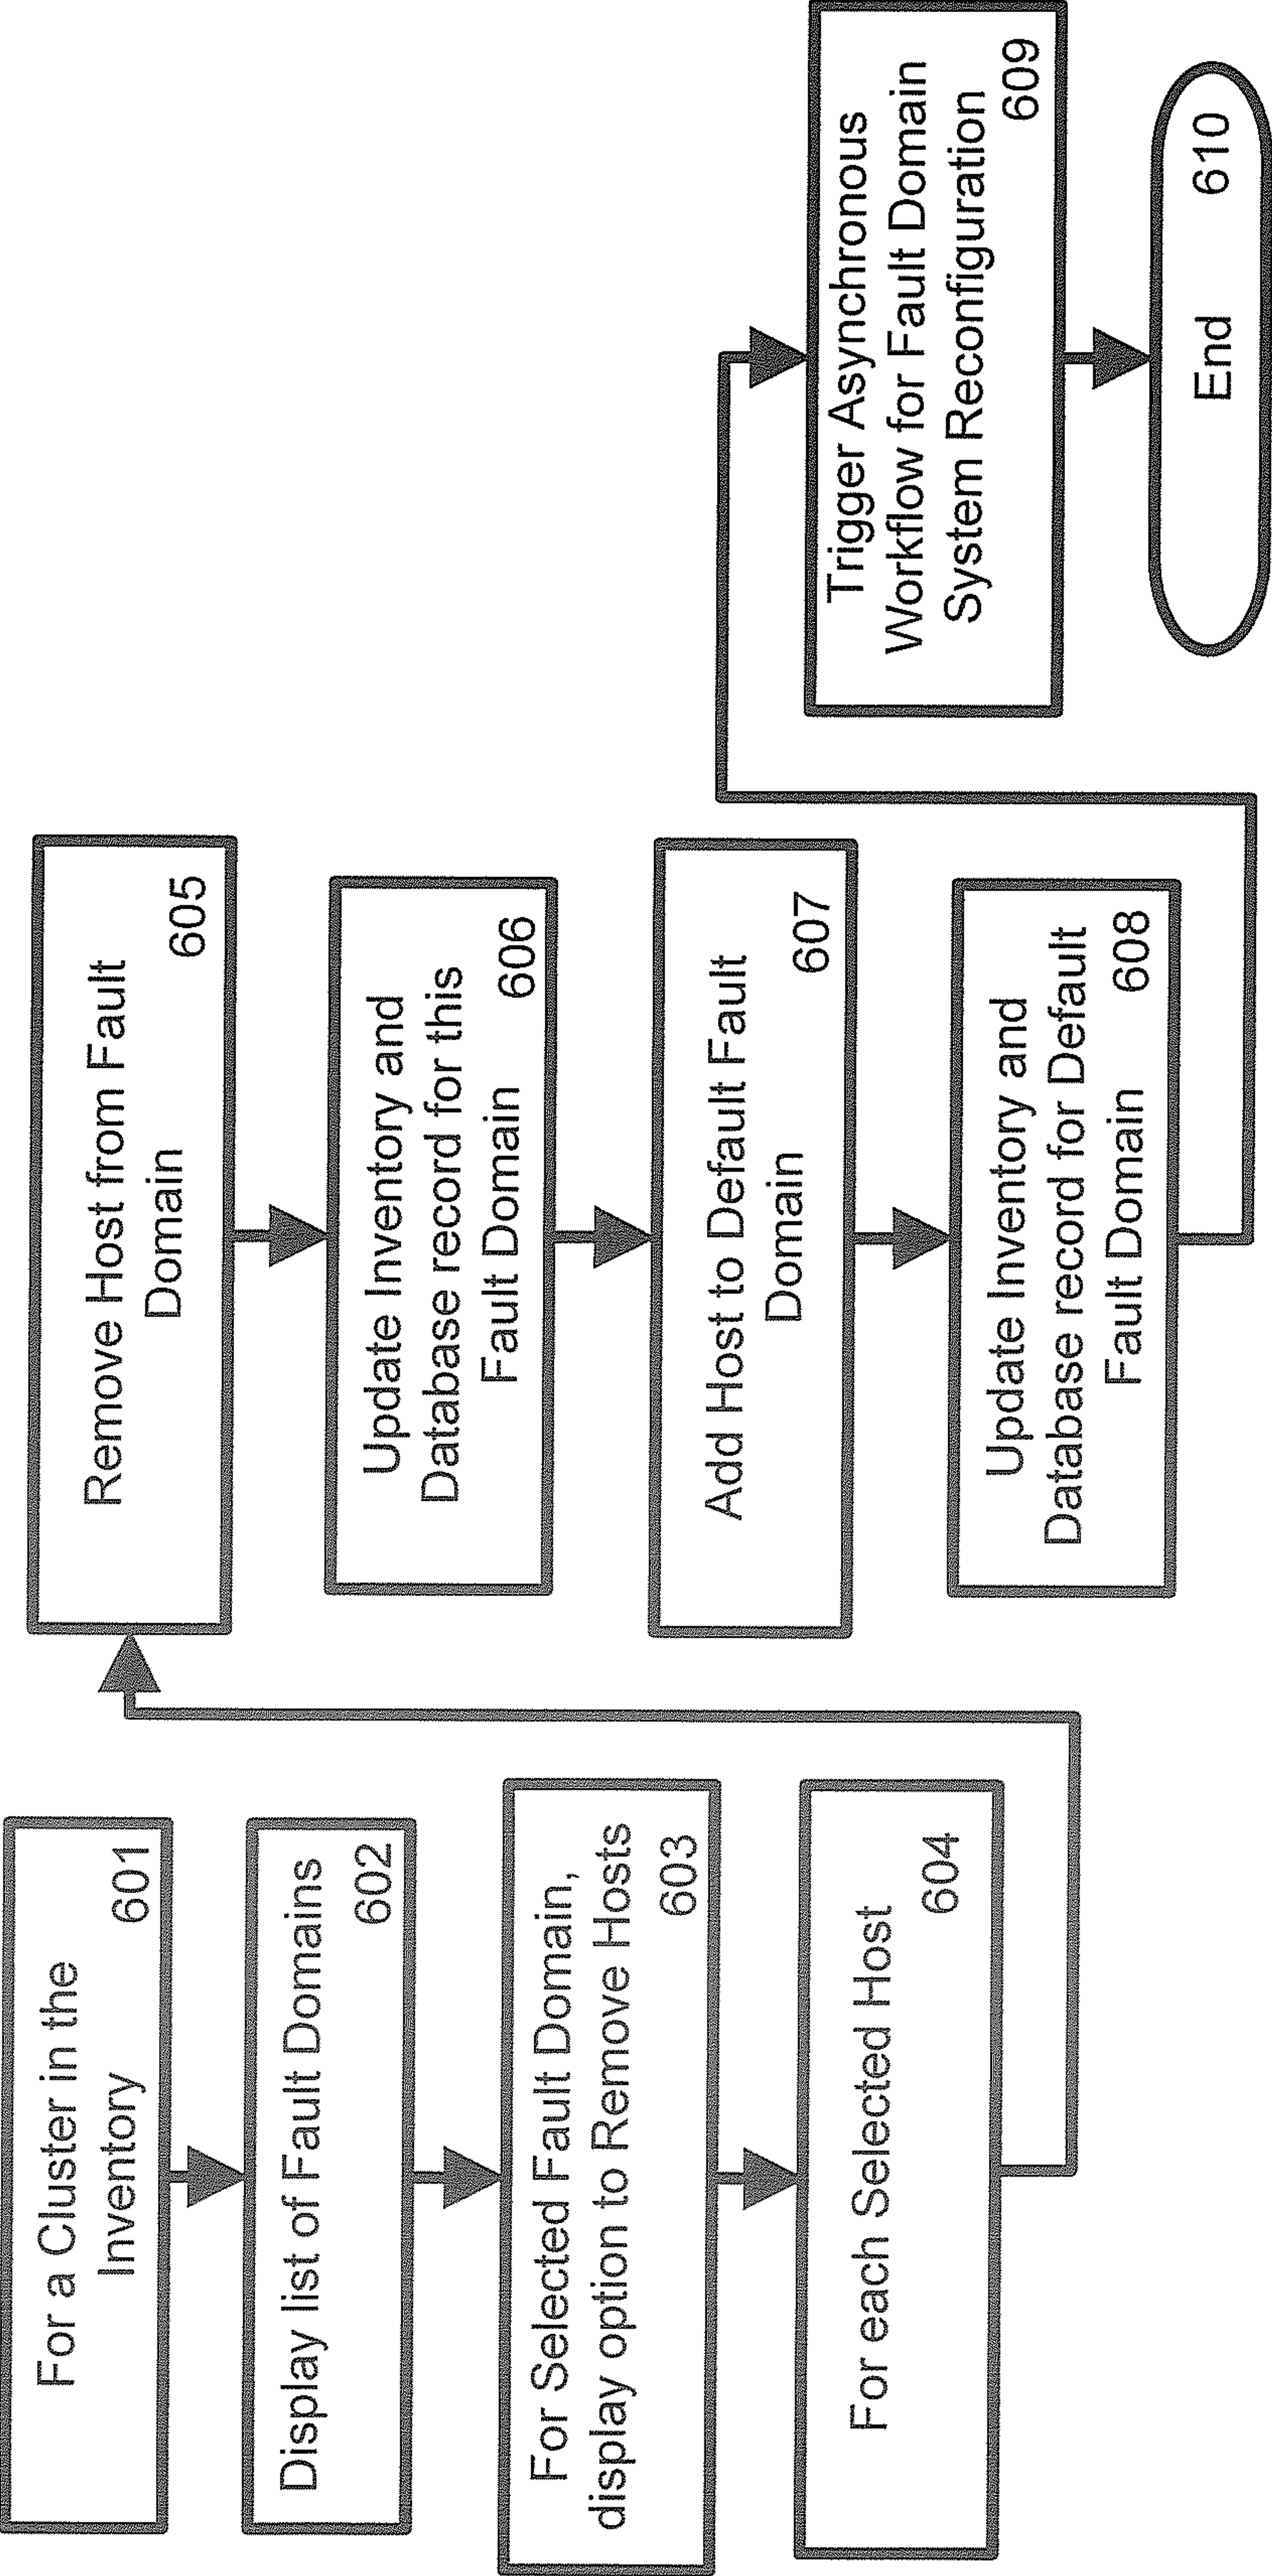 For a Cluster in the
Inventory
601
Display list of Fault Domains
602
For Selected Fault Domain,
display option to Remove Hosts
603
For each Selected Host
604
Remove Host from Fault
Domain
605
Update Inventory and
Database record for this
Fault Domain 606
Add Host to Default Fault
Domain
607
Update Inventory and
Database record for Default
Fault Domain 608
Trigger Asynchronous
Workflow for Fault Domain
System Reconfiguration
609
End 610